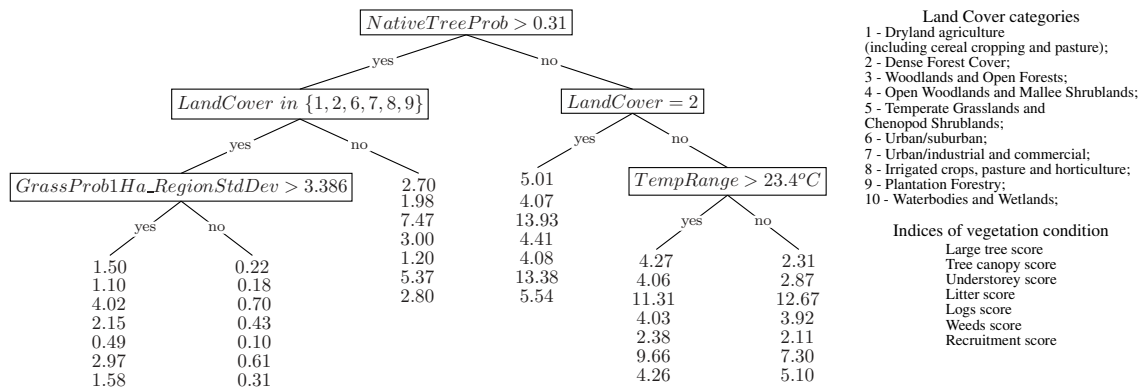 NativeTreeProb > 0.31
yes
no
LandCover in {1, 2, 6, 7, 8, 9}
LandCover = 2
yes
no
yes
no
GrassProb1Ha_RegionStdDev > 3.386
TempRange > 23.4°C
yes
no
yes
no
1.50
1.10
4.02
2.15
0.49
2.97
1.58
0.22
0.18
0.70
0.43
0.10
0.61
0.31
2.70
1.98
7.47
3.00
1.20
5.37
2.80
5.01
4.07
13.93
4.41
4.08
13.38
5.54
4.27
4.06
11.31
4.03
2.38
9.66
4.26
2.31
2.87
12.67
3.92
2.11
7.30
5.10
Land Cover categories
1 - Dryland agriculture
(including cereal cropping and pasture);
2 - Dense Forest Cover;
3 - Woodlands and Open Forests;
4 - Open Woodlands and Mallee Shrublands;
5 - Temperate Grasslands and
Chenopod Shrublands;
6 - Urban/suburban;
7 - Urban/industrial and commercial;
8 - Irrigated crops, pasture and horticulture;
9 - Plantation Forestry;
10 - Waterbodies and Wetlands;
Indices of vegetation condition
Large tree score
Tree canopy score
Understorey score
Litter score
Logs score
Weeds score
Recruitment score